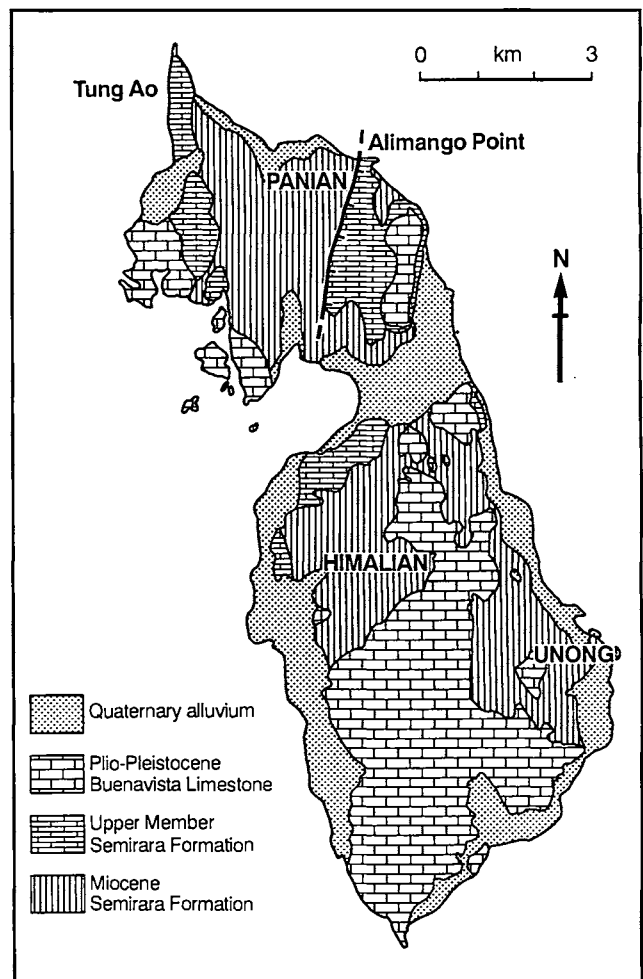 0 km 3
Tung Ao
Alimango Point
PANIAN
N
HIMALIAN
UNONG
Quaternary alluvium
Plio-Pleistocene
Buenavista Limestone
Upper Member
Semirara Formation
Miocene
Semirara Formation